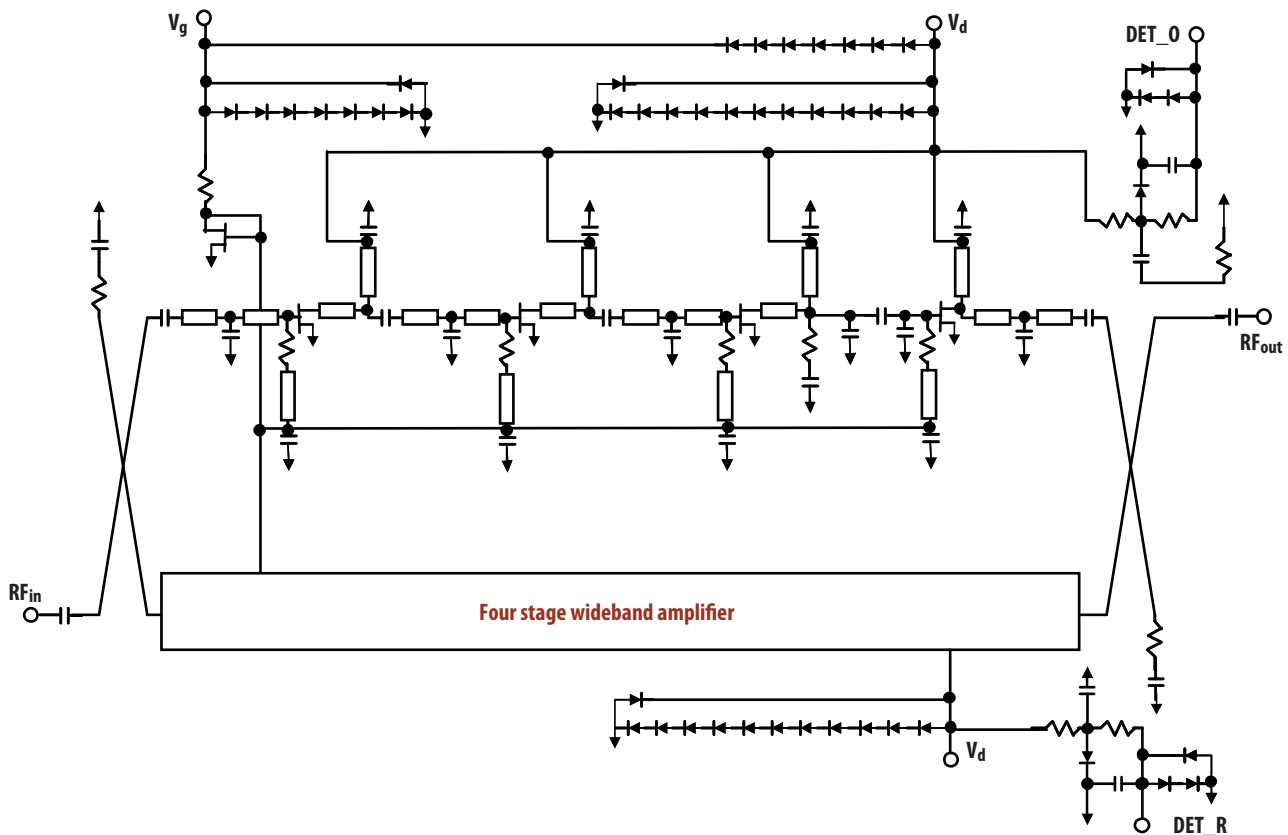 Vg
Vd
DET_O
RFout
RFin
Four stage wideband amplifier
Vd
DET_R